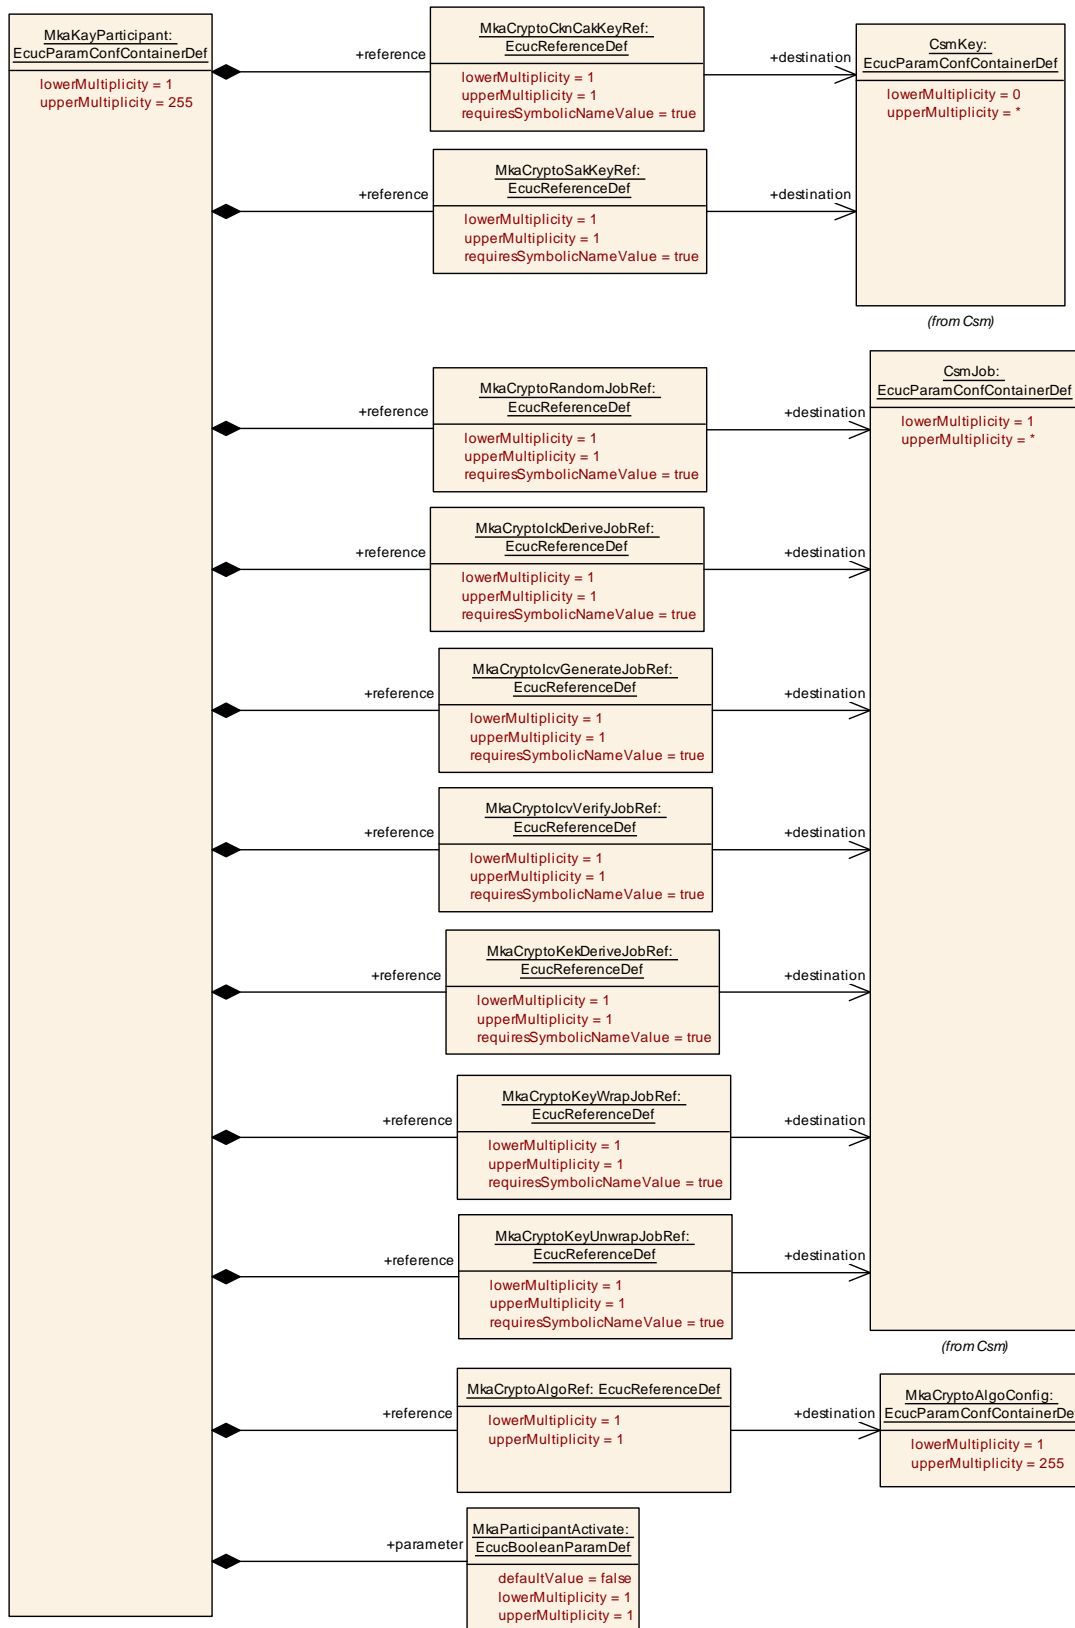 MkaKayParticipant:
EcucParamConfContainerDef
lowerMultiplicity = 1
upperMultiplicity = 255
+reference
MkaCryptoCknCakKeyRef:
EcucReferenceDef
lowerMultiplicity = 1
upperMultiplicity = 1
requiresSymbolicNameValue = true
+destination
CsmKey:
EcucParamConfContainerDef
lowerMultiplicity = 0
upperMultiplicity = *
(from Csm)
+reference
MkaCryptoSakKeyRef:
EcucReferenceDef
lowerMultiplicity = 1
upperMultiplicity = 1
requiresSymbolicNameValue = true
+destination
+reference
MkaCryptoRandomJobRef:
EcucReferenceDef
lowerMultiplicity = 1
upperMultiplicity = 1
requiresSymbolicNameValue = true
+destination
CsmJob:
EcucParamConfContainerDef
lowerMultiplicity = 1
upperMultiplicity = *
(from Csm)
+reference
MkaCryptoIckDeriveJobRef:
EcucReferenceDef
lowerMultiplicity = 1
upperMultiplicity = 1
requiresSymbolicNameValue = true
+destination
+reference
MkaCryptoIcvGenerateJobRef:
EcucReferenceDef
lowerMultiplicity = 1
upperMultiplicity = 1
requiresSymbolicNameValue = true
+destination
+reference
MkaCryptoIcvVerifyJobRef:
EcucReferenceDef
lowerMultiplicity = 1
upperMultiplicity = 1
requiresSymbolicNameValue = true
+destination
+reference
MkaCryptoKekDeriveJobRef:
EcucReferenceDef
lowerMultiplicity = 1
upperMultiplicity = 1
requiresSymbolicNameValue = true
+destination
+reference
MkaCryptoKeyWrapJobRef:
EcucReferenceDef
lowerMultiplicity = 1
upperMultiplicity = 1
requiresSymbolicNameValue = true
+destination
+reference
MkaCryptoKeyUnwrapJobRef:
EcucReferenceDef
lowerMultiplicity = 1
upperMultiplicity = 1
requiresSymbolicNameValue = true
+destination
+reference
MkaCryptoAlgoRef: EcucReferenceDef
lowerMultiplicity = 1
upperMultiplicity = 1
+destination
MkaCryptoAlgoConfig:
EcucParamConfContainerDef
lowerMultiplicity = 1
upperMultiplicity = 255
+parameter
MkaParticipantActivate:
EcucBooleanParamDef
defaultValue = false
lowerMultiplicity = 1
upperMultiplicity = 1